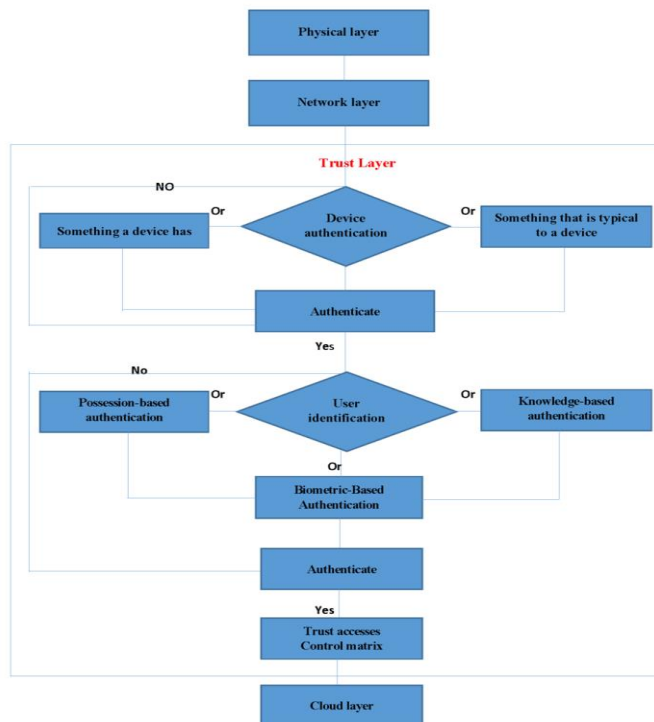 Physical layer
Network layer
Trust Layer
NO
Or
Device
authentication
Or
Something a device has
Something that is typical
to a device
Authenticate
Yes
No
Or
User
identification
Or
Possession-based
authentication
Knowledge-based
authentication
Or
Biometric-Based
Authentication
Authenticate
Yes
Trust accesses
Control matrix
Cloud layer